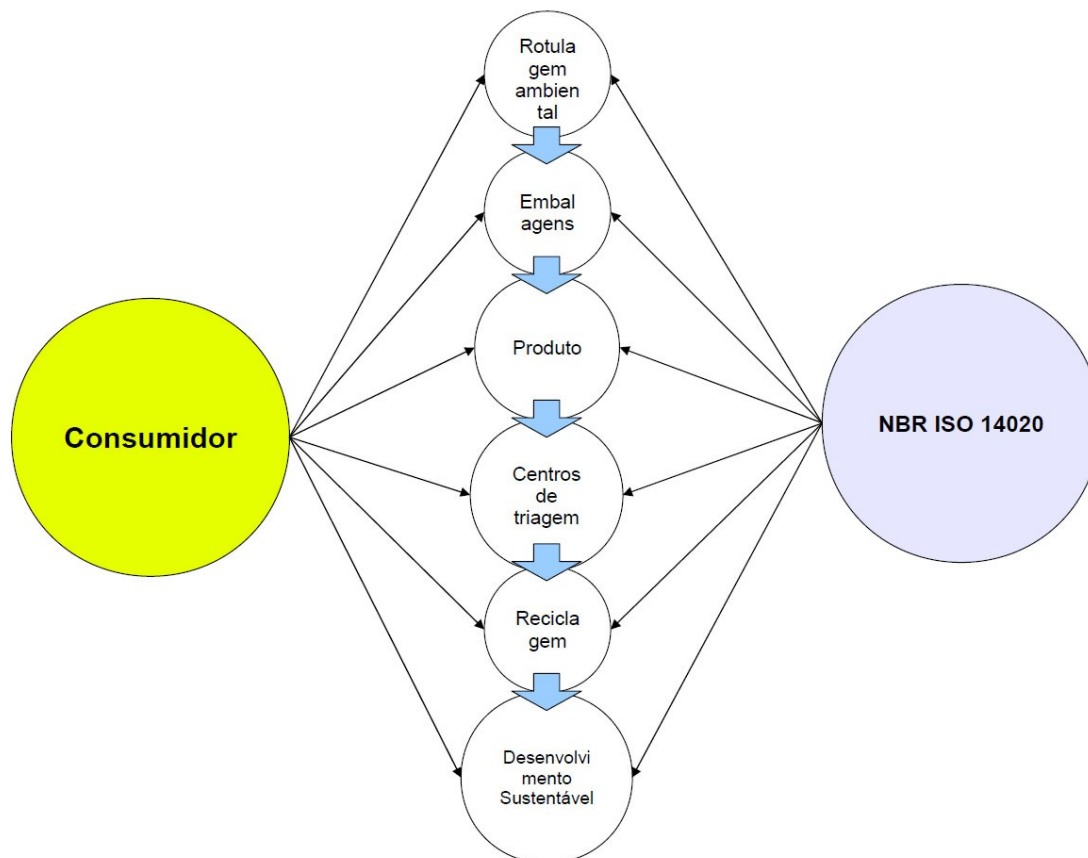 Rotula
gem
ambien
tal
Embal
agens
Produto
Consumidor
NBR ISO 14020
Centros
de
triagem
Recicla
gem
Desenvolvi
mento
Sustentável